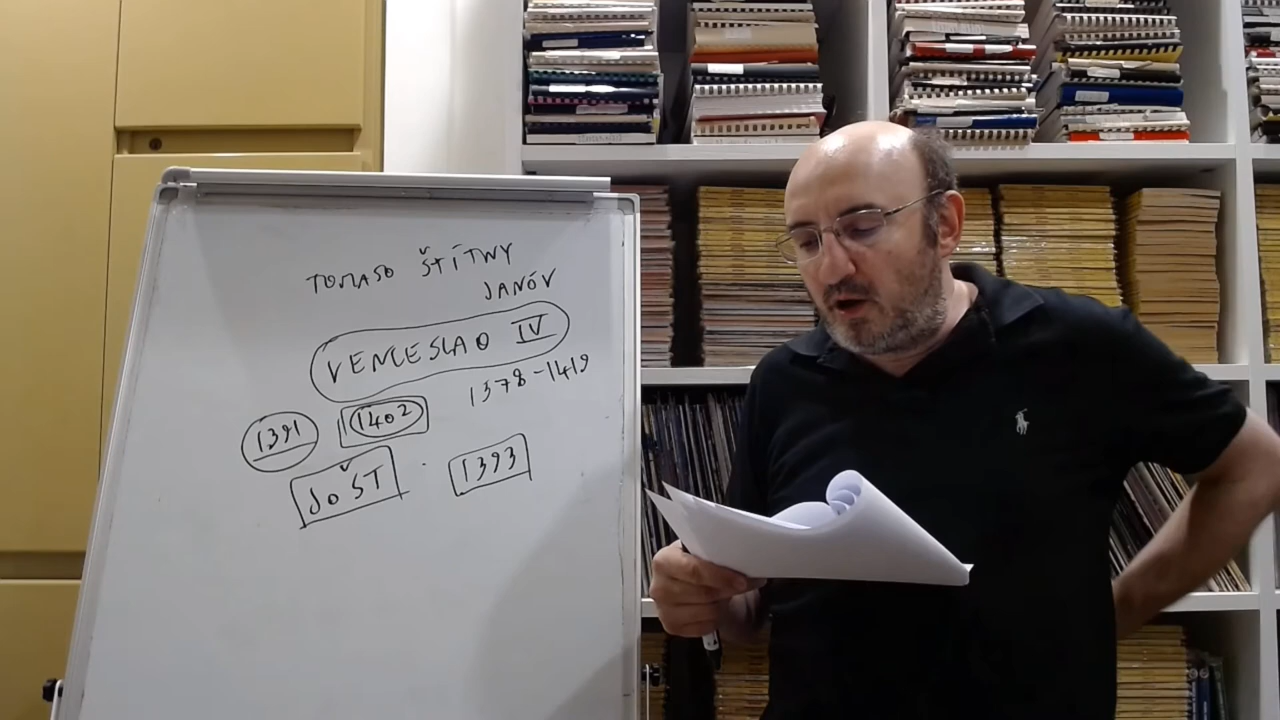 TOMASO ŠTÍTNY
JANÓV
VENCESLAO IV
1378-1419
1391 1402
JOŠT 1393